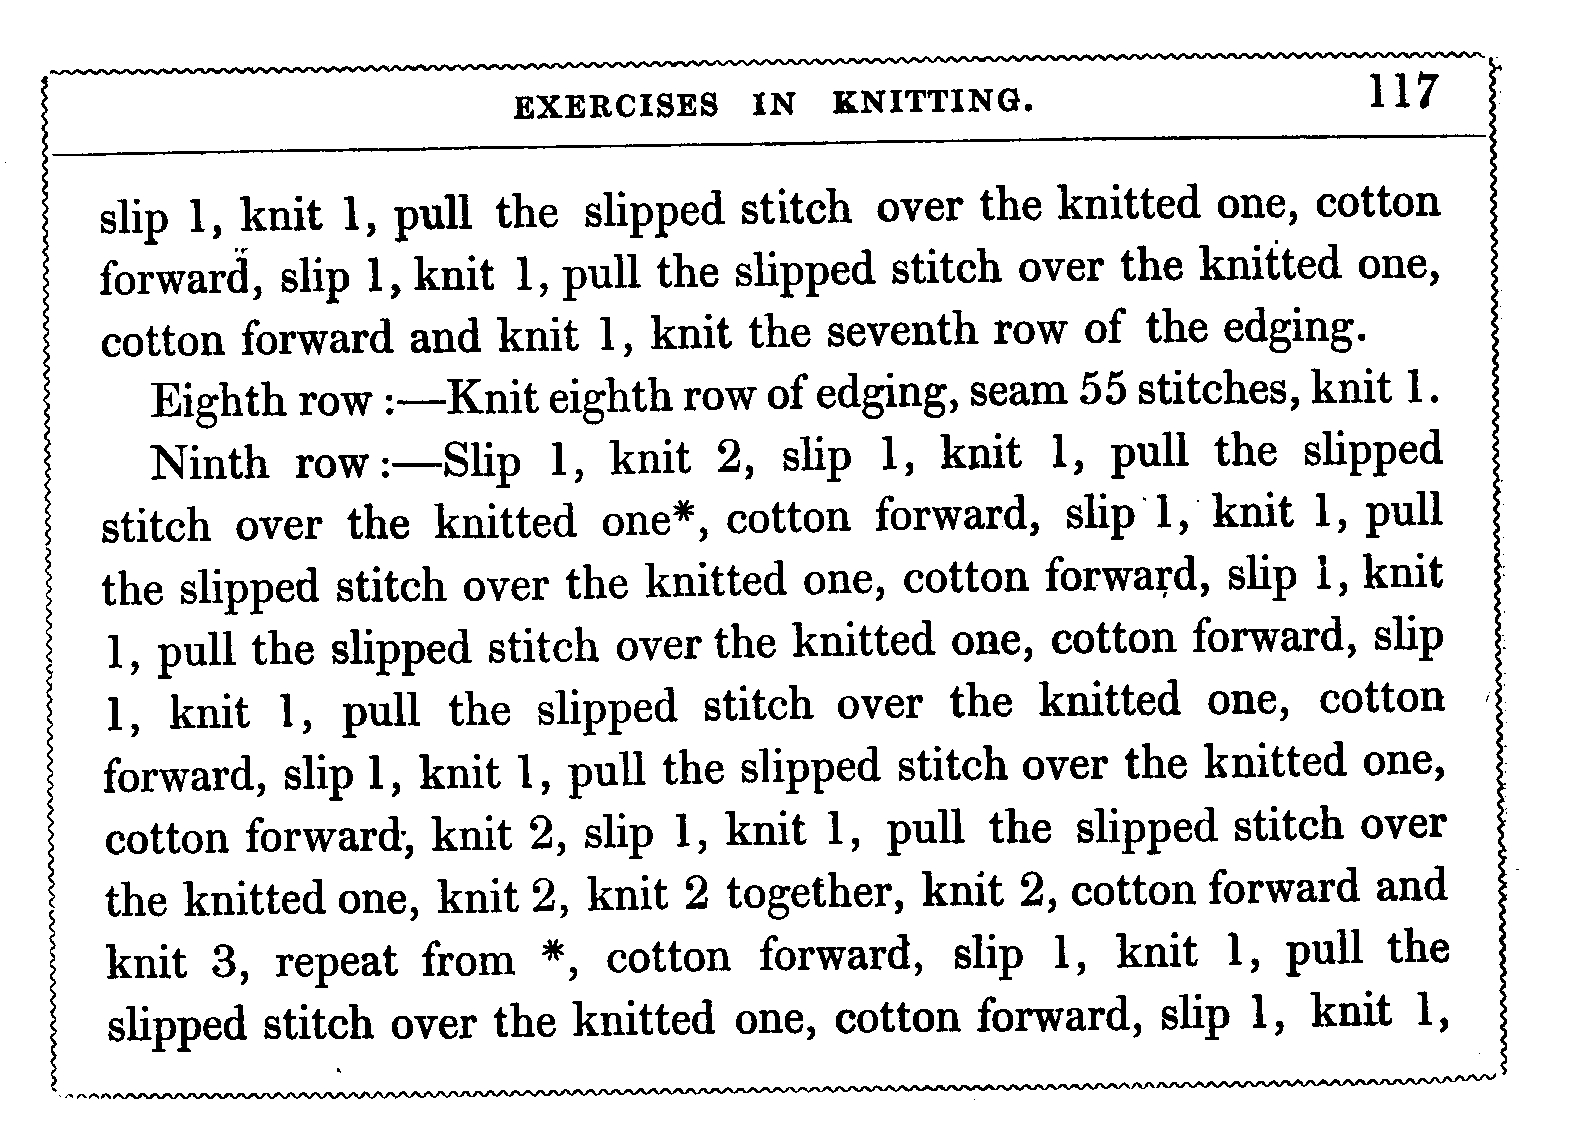 EXERCISES IN KNITTING. 117
slip 1, knit 1, pull the slipped stitch over the knitted one, cotton
forward, slip 1, knit 1, pull the slipped stitch over the knitted one,
cotton forward and knit 1, knit the seventh row of the edging.
Eighth row :—Knit eighth row of edging, seam 55 stitches, knit 1.
Ninth row :—Slip 1, knit 2, slip 1, knit 1, pull the slipped
stitch over the knitted one*, cotton forward, slip 1, knit 1, pull
the slipped stitch over the knitted one, cotton forward, slip 1, knit
1, pull the slipped stitch over the knitted one, cotton forward, slip
1, knit 1, pull the slipped stitch over the knitted one, cotton
forward, slip 1, knit 1, pull the slipped stitch over the knitted one,
cotton forward, knit 2, slip 1, knit 1, pull the slipped stitch over
the knitted one, knit 2, knit 2 together, knit 2, cotton forward and
knit 3, repeat from *, cotton forward, slip 1, knit 1, pull the
slipped stitch over the knitted one, cotton forward, slip 1, knit 1,